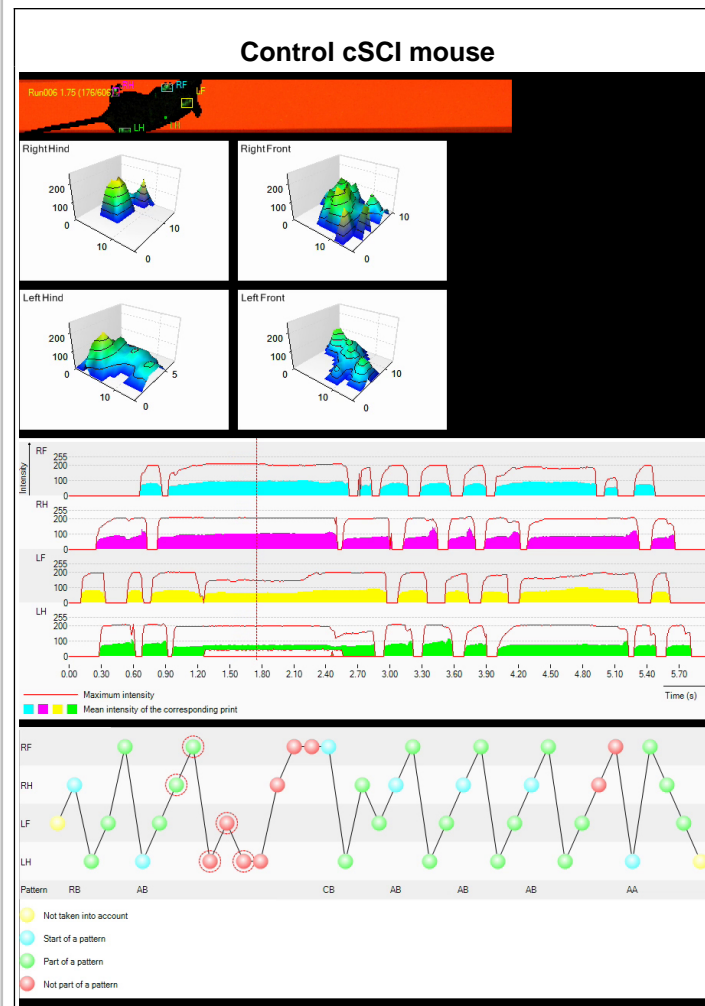 Control cSCI mouse
Run006 1.75 (176/606)
RH
RF
LF
LH
Right Hind
200
100
0
10
0
10
Right Front
200
100
0
10
0
10
Left Hind
200
100
0
10
0
5
Left Front
200
100
0
10
0
10
Intensity
RF
255
200
100
0
RH
255
200
100
0
LF
255
200
100
0
LH
255
200
100
0
0.00 0.30 0.60 0.90 1.20 1.50 1.80 2.10 2.40 2.70 3.00 3.30 3.60 3.90 4.20 4.50 4.80 5.10 5.40 5.70
Maximum intensity
Time (s)
Mean intensity of the corresponding print
RF
RH
LF
LH
Pattern RB AB CB AB AB AB AA
Not taken into account
Start of a pattern
Part of a pattern
Not part of a pattern